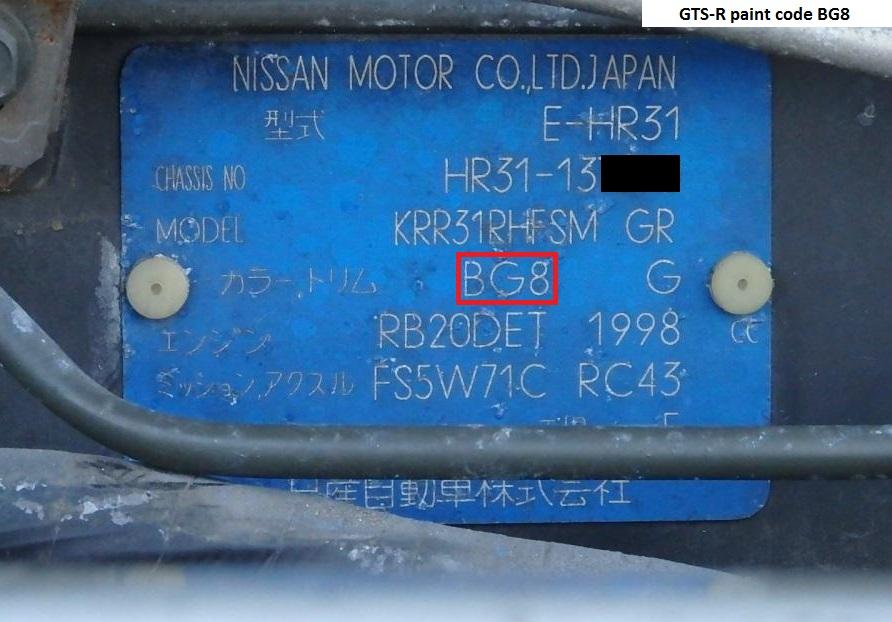 GTS-R paint code BG8
NISSAN MOTOR CO.,LTD.JAPAN
型式 E-HR31
CHASSIS NO HR31-13
MODEL KRR31RHFSM GR
カラー,トリム BG8 G
エンジン RB20DET 1998 cc
ミッション,アクスル FS5W71C RC43
日産自動車株式会社